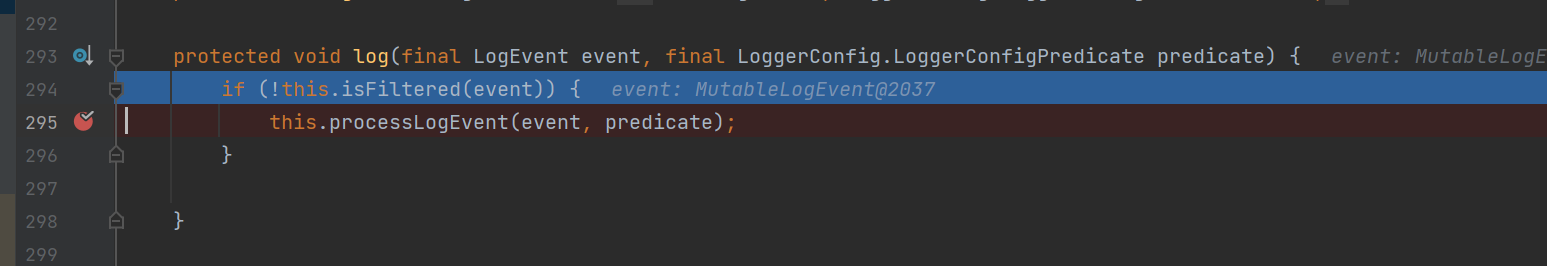 292
293 protected void log(final LogEvent event, final LoggerConfig.LoggerConfigPredicate predicate) { event: MutableLogE
294 if (!this.isFiltered(event)) { event: MutableLogEvent@2037
295 this.processLogEvent(event, predicate);
296 }
297
298 }
299